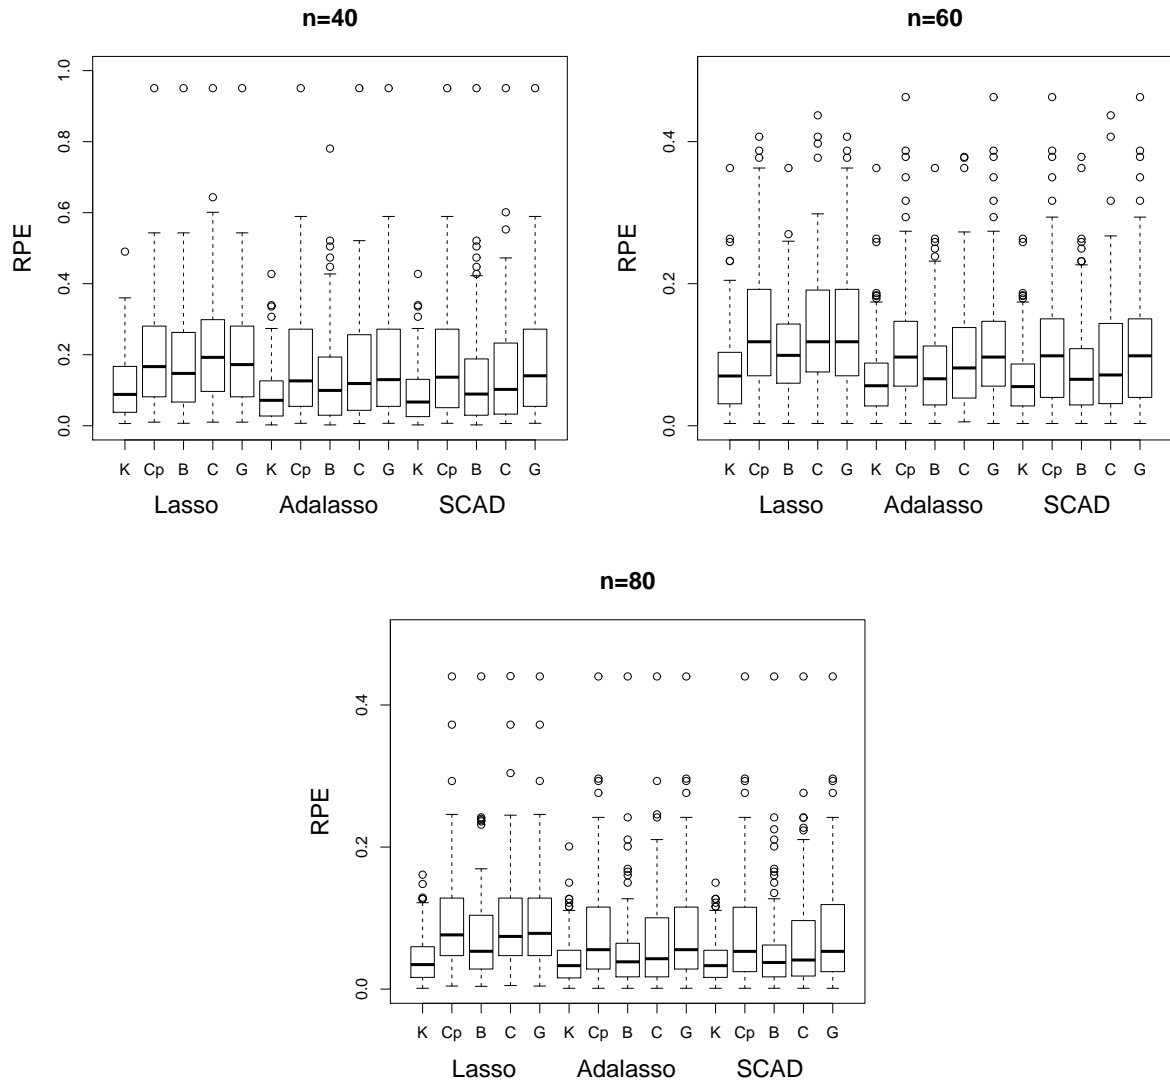 n=40
RPE
0.0 0.2 0.4 0.6 0.8 1.0
K Cp B C G K Cp B C G K Cp B C G
Lasso Adalasso SCAD
n=60
RPE
0.0 0.2 0.4
K Cp B C G K Cp B C G K Cp B C G
Lasso Adalasso SCAD
n=80
RPE
0.0 0.2 0.4
K Cp B C G K Cp B C G K Cp B C G
Lasso Adalasso SCAD